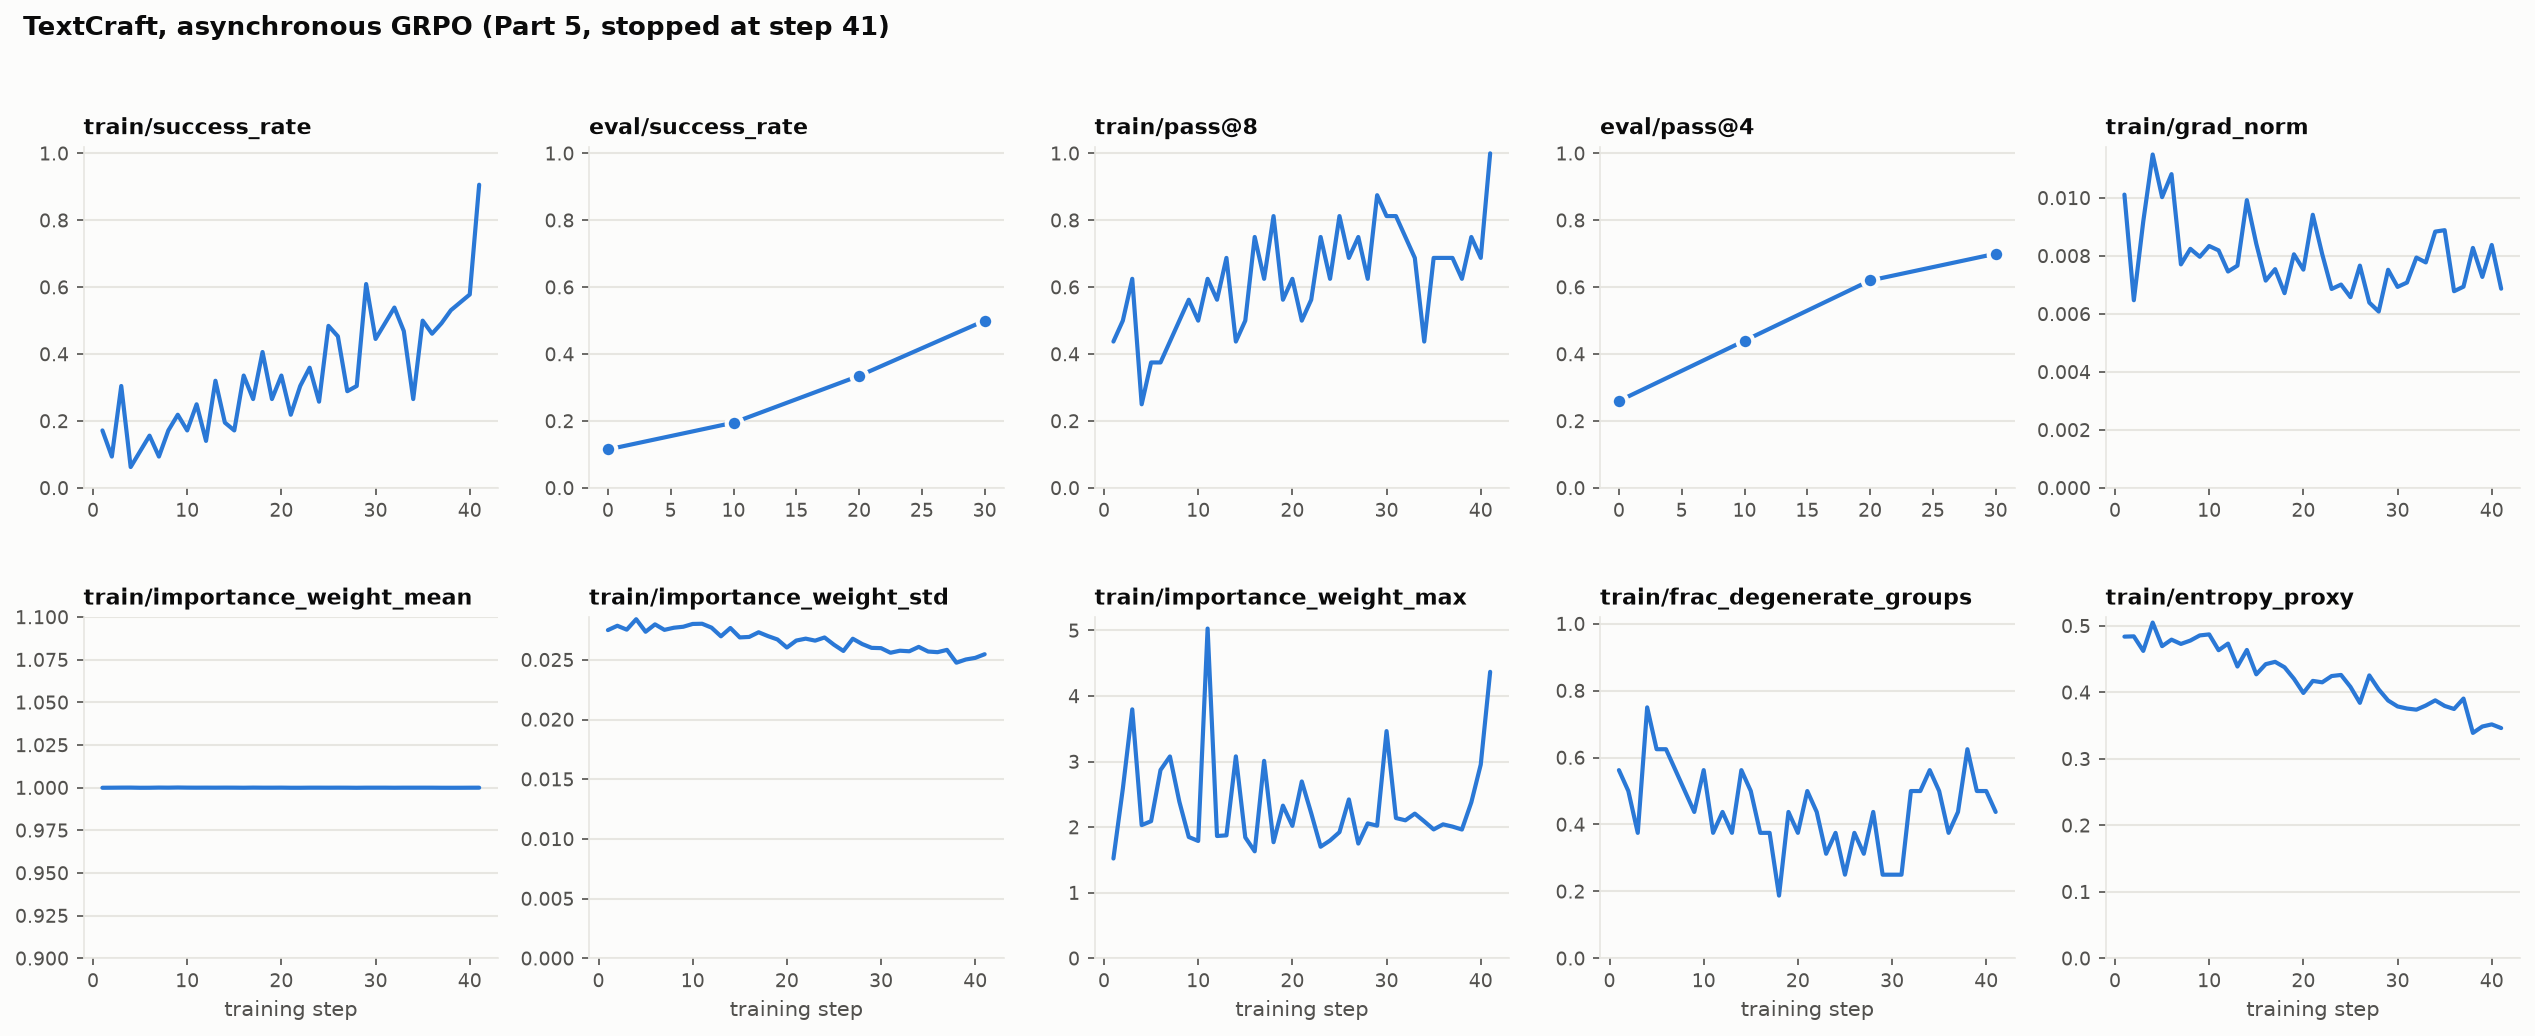 TextCraft, asynchronous GRPO (Part 5, stopped at step 41)
train/success_rate
1.0
0.8
0.6
0.4
0.2
0.0
0 10 20 30 40
eval/success_rate
1.0
0.8
0.6
0.4
0.2
0.0
0 5 10 15 20 25 30
train/pass@8
1.0
0.8
0.6
0.4
0.2
0.0
0 10 20 30 40
eval/pass@4
1.0
0.8
0.6
0.4
0.2
0.0
0 5 10 15 20 25 30
train/grad_norm
0.010
0.008
0.006
0.004
0.002
0.000
0 10 20 30 40
train/importance_weight_mean
1.100
1.075
1.050
1.025
1.000
0.975
0.950
0.925
0.900
0 10 20 30 40
training step
train/importance_weight_std
0.025
0.020
0.015
0.010
0.005
0.000
0 10 20 30 40
training step
train/importance_weight_max
5
4
3
2
1
0
0 10 20 30 40
training step
train/frac_degenerate_groups
1.0
0.8
0.6
0.4
0.2
0.0
0 10 20 30 40
training step
train/entropy_proxy
0.5
0.4
0.3
0.2
0.1
0.0
0 10 20 30 40
training step